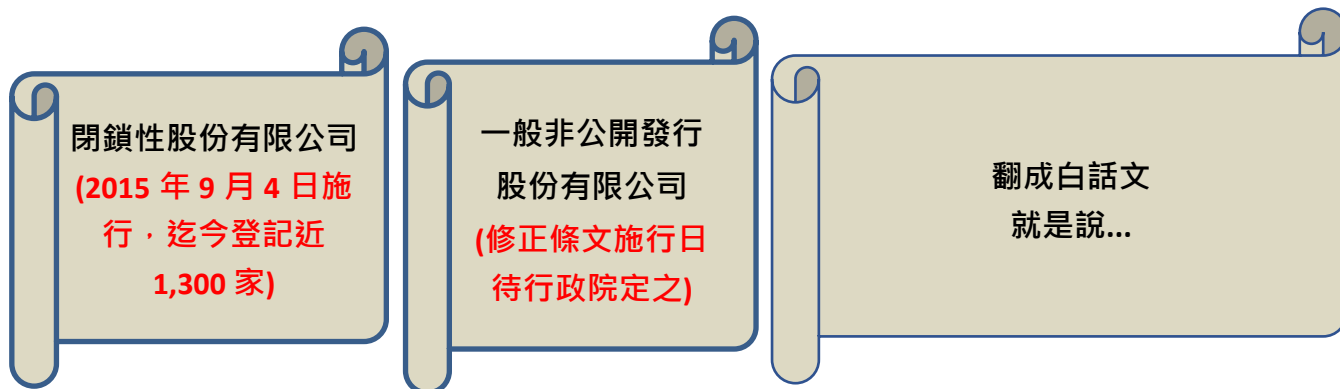 閉鎖性股份有限公司
(2015 年 9 月 4 日施
行，迄今登記近
1,300 家)
一般非公開發行
股份有限公司
(修正條文施行日
待行政院定之)
翻成白話文
就是說...